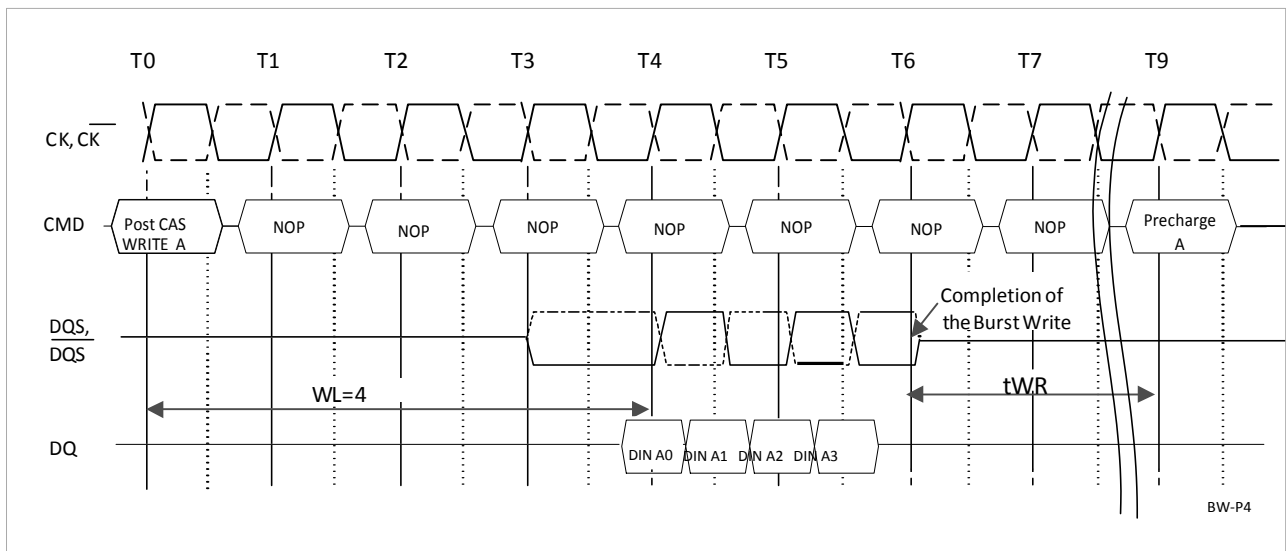 T0 T1 T2 T3 T4 T5 T6 T7 T9
CK, CK
CMD
Post CAS
WRITE A
NOP NOP NOP NOP NOP NOP NOP
Precharge
A
DQS,
DQS
Completion of
the Burst Write
WL=4
tWR
DQ
DIN A0 DIN A1 DIN A2 DIN A3
BW-P4